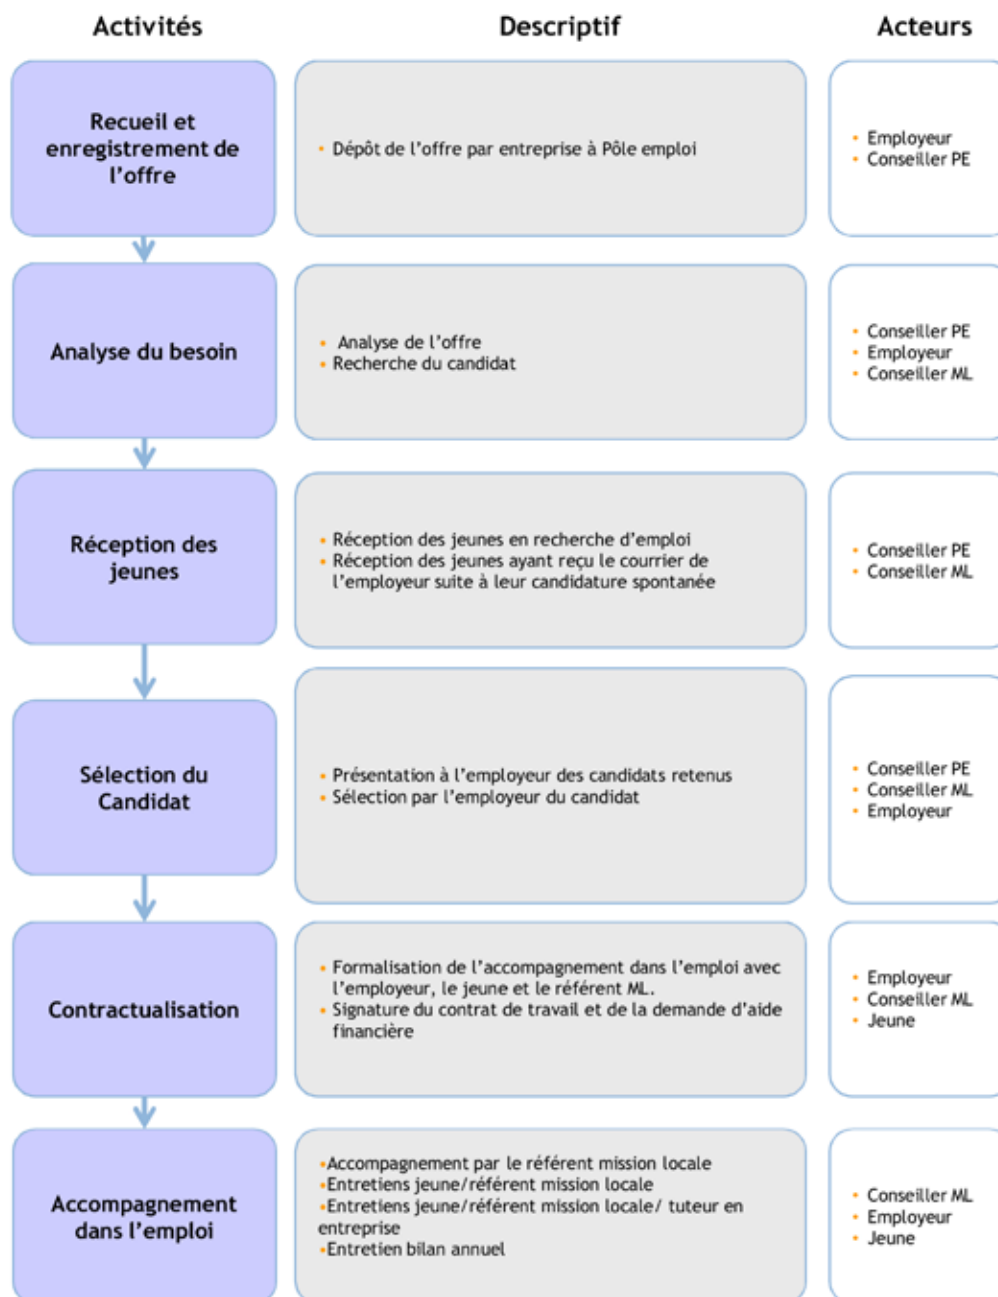 Activités
Descriptif
Acteurs
Recueil et
enregistrement de
l'offre
• Dépôt de l'offre par entreprise à Pôle emploi
• Employeur
• Conseiller PE
Analyse du besoin
• Analyse de l'offre
• Recherche du candidat
• Conseiller PE
• Employeur
• Conseiller ML
Réception des
jeunes
• Réception des jeunes en recherche d'emploi
• Réception des jeunes ayant reçu le courrier de
l'employeur suite à leur candidature spontanée
• Conseiller PE
• Conseiller ML
Sélection du
Candidat
• Présentation à l'employeur des candidats retenus
• Sélection par l'employeur du candidat
• Conseiller PE
• Conseiller ML
• Employeur
Contractualisation
• Formalisation de l'accompagnement dans l'emploi avec
l'employeur, le jeune et le référent ML.
• Signature du contrat de travail et de la demande d'aide
financière
• Employeur
• Conseiller ML
• Jeune
Accompagnement
dans l'emploi
•Accompagnement par le référent mission locale
•Entretiens jeune/référent mission locale
•Entretiens jeune/référent mission locale/ tuteur en
entreprise
•Entretien bilan annuel
• Conseiller ML
• Employeur
• Jeune